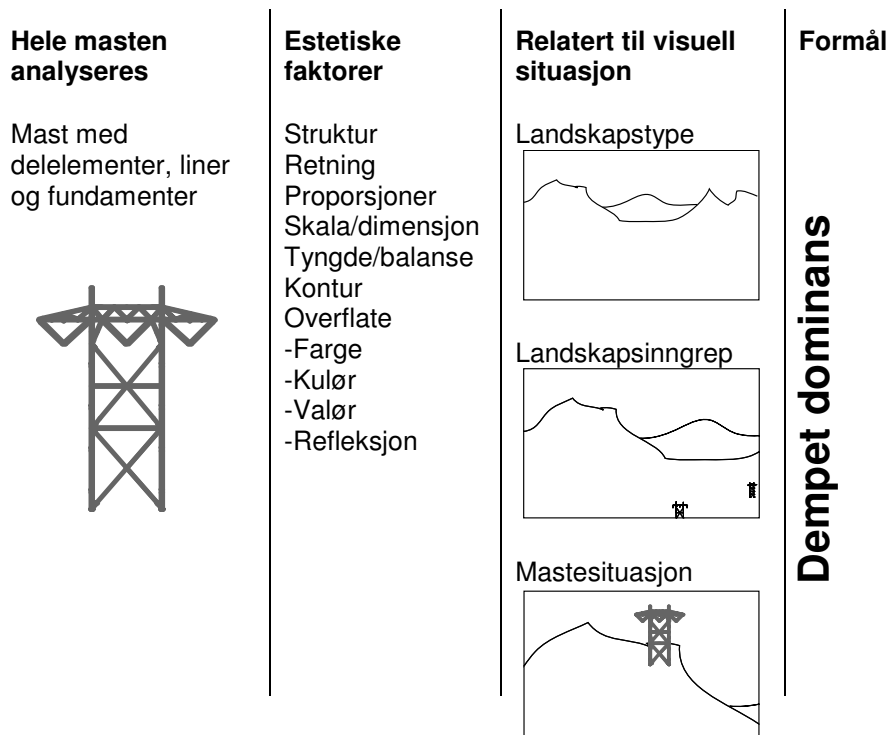 Hele masten
analyseres
Mast med
delelementer, liner
og fundamenter
Estetiske
faktorer
Struktur
Retning
Proporsjoner
Skala/dimensjon
Tyngde/balanse
Kontur
Overflate
-Farge
-Kulør
-Valør
-Refleksjon
Relatert til visuell
situasjon
Landskapstype
Landskapsinngrep
Mastesituasjon
Formål
Dempet dominans